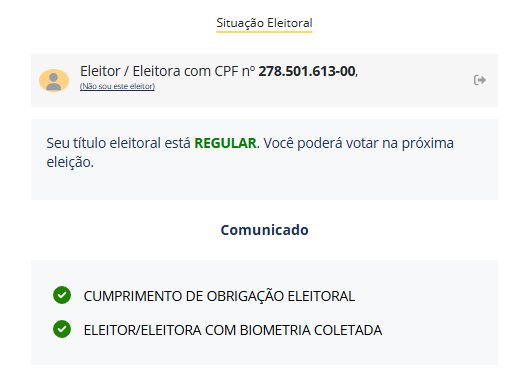 Situação Eleitoral
Eleitor / Eleitora com CPF nº 278.501.613-00,
(Não sou este eleitor)
Seu título eleitoral está REGULAR. Você poderá votar na próxima
eleição.
Comunicado
CUMPRIMENTO DE OBRIGAÇÃO ELEITORAL
ELEITOR/ELEITORA COM BIOMETRIA COLETADA